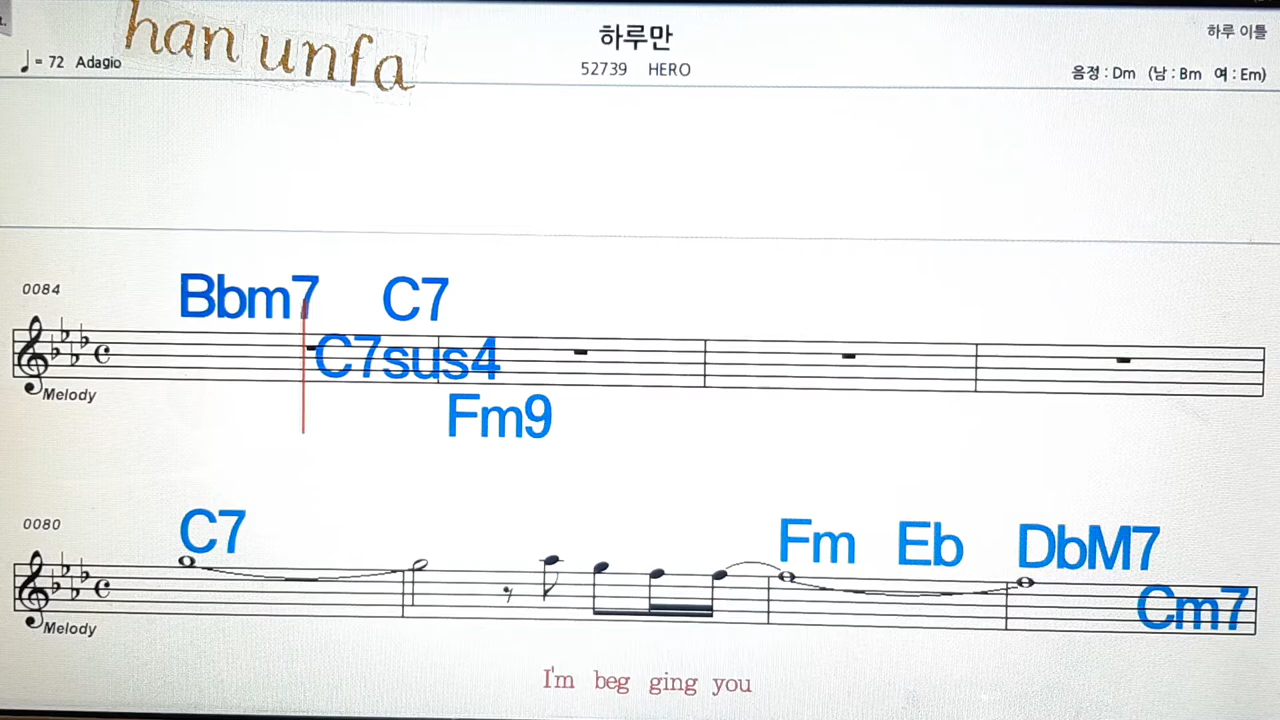 han unfa
하루만
하루 이틀
♩= 72 Adagio
52739 HERO
음정 : Dm (남 : Bm 여 : Em)
0084
Bbm7 C7
C7sus4
Melody
Fm9
0080
C7 Fm Eb DbM7
Cm7
Melody
I'm beg ging you